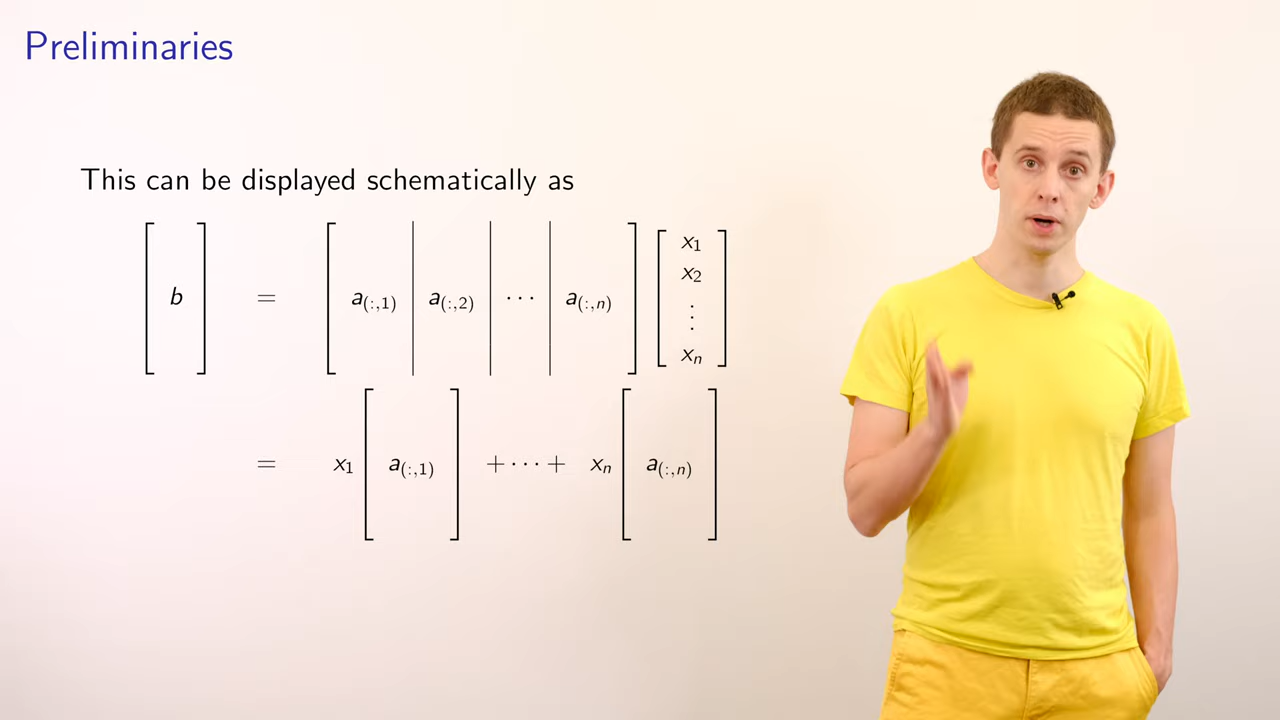 Preliminaries
This can be displayed schematically as
[ b ] = [ a(:,1) | a(:,2) | ⋯ | a(:,n) ] [ x1 x2 ⋮ xn ]
= x1 [ a(:,1) ] + ⋯ + xn [ a(:,n) ]